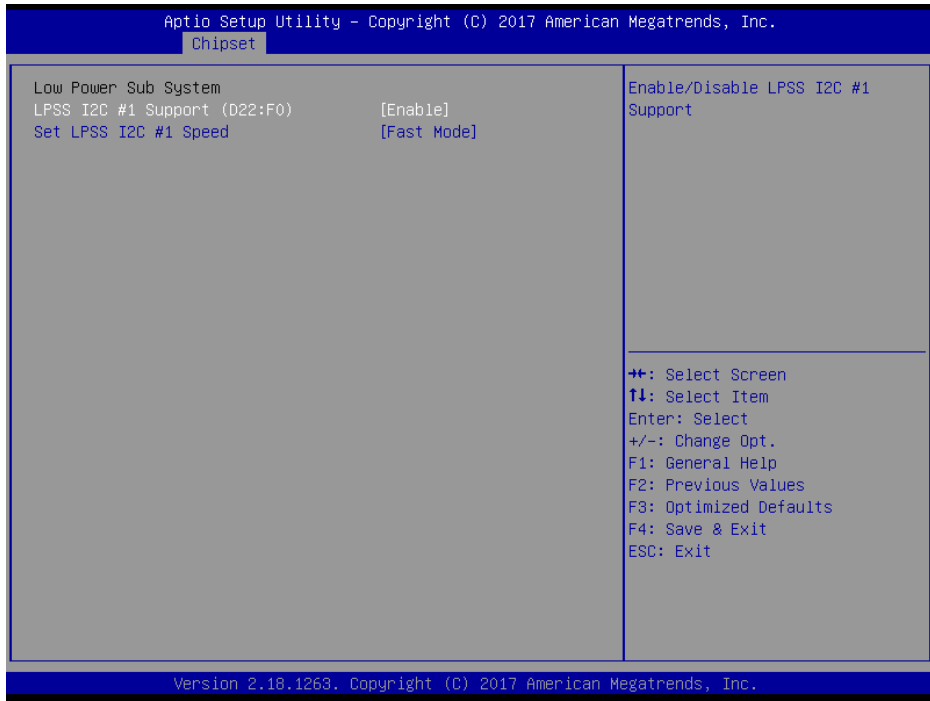 Aptio Setup Utility – Copyright (C) 2017 American Megatrends, Inc.
Chipset
Low Power Sub System
LPSS I2C #1 Support (D22:F0) [Enable]
Set LPSS I2C #1 Speed [Fast Mode]
Enable/Disable LPSS I2C #1
Support
→←: Select Screen
↑↓: Select Item
Enter: Select
+/-: Change Opt.
F1: General Help
F2: Previous Values
F3: Optimized Defaults
F4: Save & Exit
ESC: Exit
Version 2.18.1263. Copyright (C) 2017 American Megatrends, Inc.